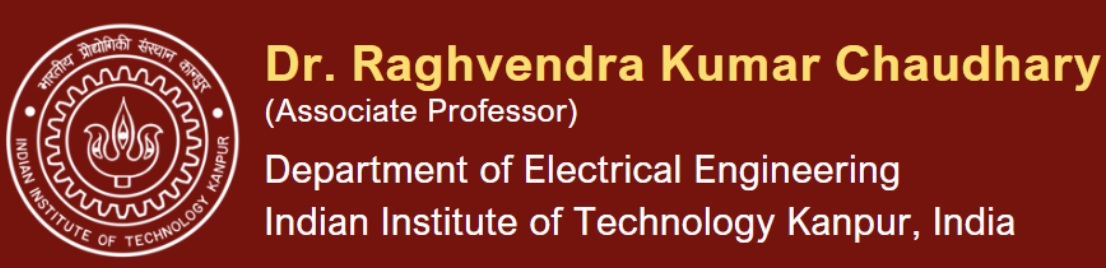 भारतीय प्रौद्योगिकी संस्थान कानपुर
INDIAN INSTITUTE OF TECHNOLOGY KANPUR
Dr. Raghvendra Kumar Chaudhary
(Associate Professor)
Department of Electrical Engineering
Indian Institute of Technology Kanpur, India